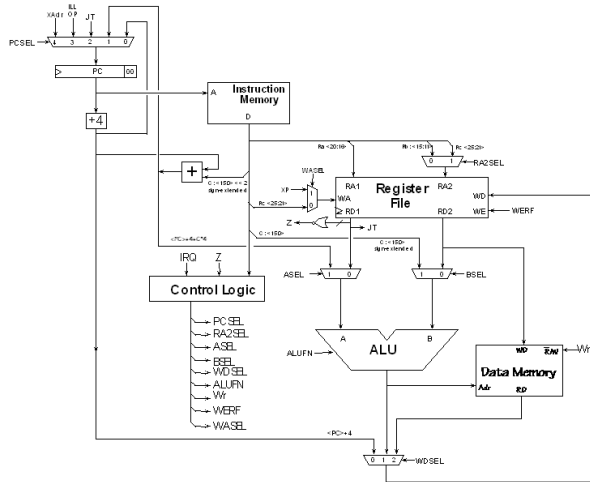 XAdr
ILL OP
JT
PCSEL
4 3 2 1 0
PC
00
+4
A
Instruction Memory
D
Ra <20:16>
Rb: <15:11>
Rc <25:21>
0 1
RA2SEL
+
C: <15:0> << 2
sign-extended
WASEL
XP
1
0
Rc <25:21>
RA1
RA2
WA
Register File
WD
RD1
RD2
WE
WERF
Z
JT
C: <15:0>
sign-extended
<PC>+4+C*4
IRQ
Z
ASEL
1 0
1 0
BSEL
Control Logic
PCSEL
RA2SEL
ASEL
BSEL
WDSEL
ALUFN
Wr
WERF
WASEL
A
B
ALU
ALUFN
WD
R/W
Wr
Data Memory
Adr
RD
<PC>+4
0 1 2
WDSEL